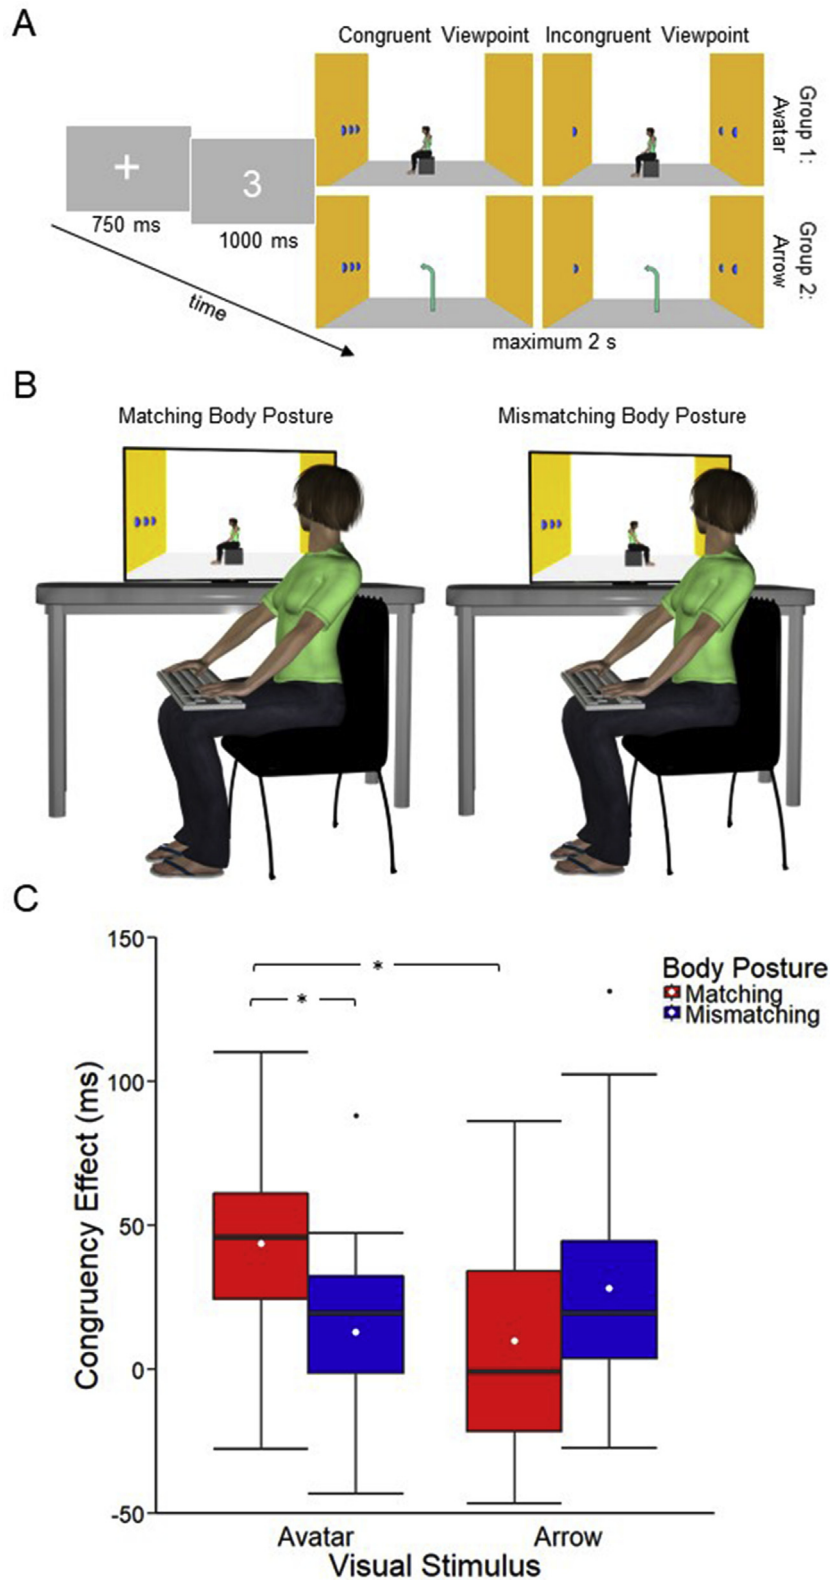 A
Congruent Viewpoint
Incongruent Viewpoint
Group 1:
Avatar
+
750 ms
3
1000 ms
Group 2:
Arrow
time
maximum 2 s
B
Matching Body Posture
Mismatching Body Posture
C
150
100
50
0
-50
Congruency Effect (ms)
*
*
Body Posture
Matching
Mismatching
Avatar
Arrow
Visual Stimulus